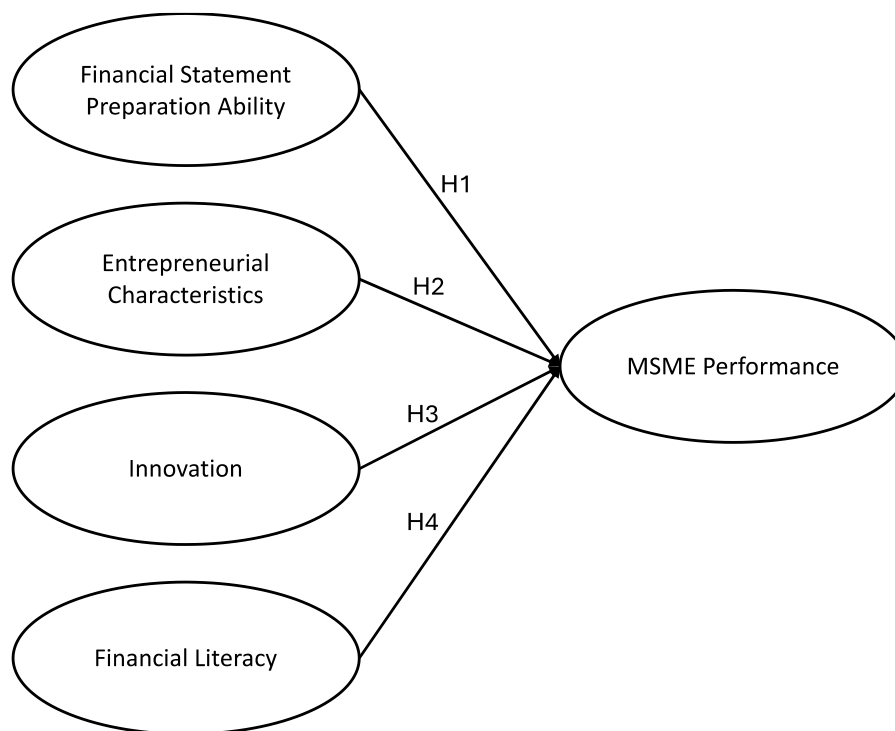 Financial Statement
Preparation Ability
H1
Entrepreneurial
Characteristics
H2
MSME Performance
H3
Innovation
H4
Financial Literacy